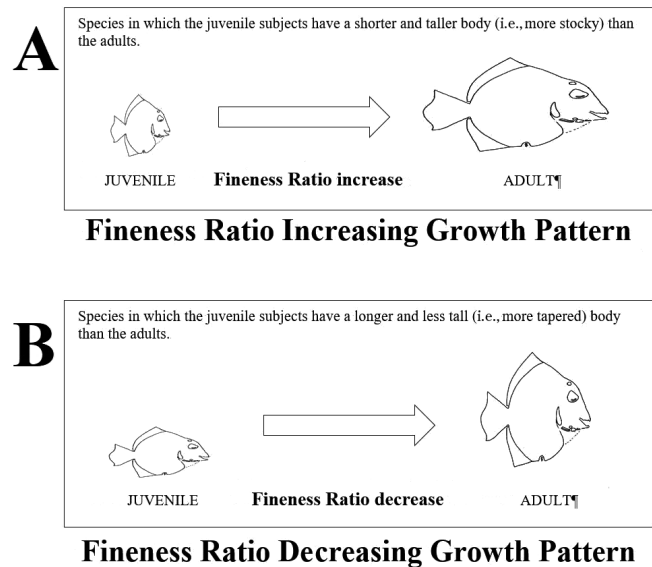 A
Species in which the juvenile subjects have a shorter and taller body (i.e., more stocky) than
the adults.
JUVENILE
Fineness Ratio increase
ADULT¶
Fineness Ratio Increasing Growth Pattern
B
Species in which the juvenile subjects have a longer and less tall (i.e., more tapered) body
than the adults.
JUVENILE
Fineness Ratio decrease
ADULT¶
Fineness Ratio Decreasing Growth Pattern